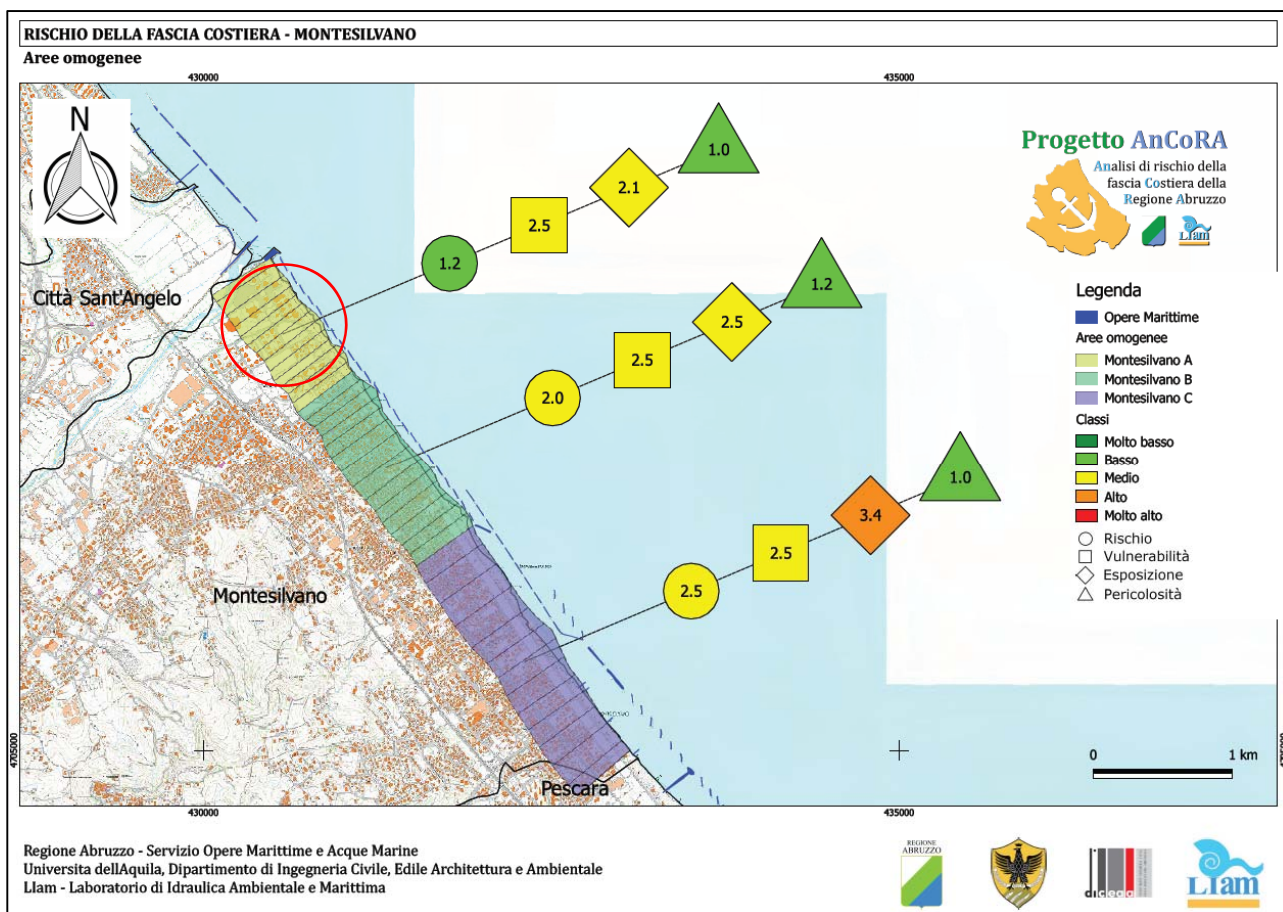 RISCHIO DELLA FASCIA COSTIERA - MONTESILVANO
Aree omogenee
430000
435000
N
Progetto AnCoRA
Analisi di rischio della
fascia Costiera della
Regione Abruzzo
LIam
1.0
2.1
2.5
1.2
Città Sant'Angelo
1.2
2.5
2.5
2.0
Legenda
Opere Marittime
Aree omogenee
Montesilvano A
Montesilvano B
Montesilvano C
Classi
Molto basso
Basso
Medio
Alto
Molto alto
Rischio
Vulnerabilità
Esposizione
Pericolosità
1.0
3.4
2.5
2.5
Montesilvano
Pescara
4705000
0
1 km
430000
435000
Regione Abruzzo - Servizio Opere Marittime e Acque Marine
Universita dellAquila, Dipartimento di Ingegneria Civile, Edile Architettura e Ambientale
LIam - Laboratorio di Idraulica Ambientale e Marittima
REGIONE
ABRUZZO
diceaa
LIam